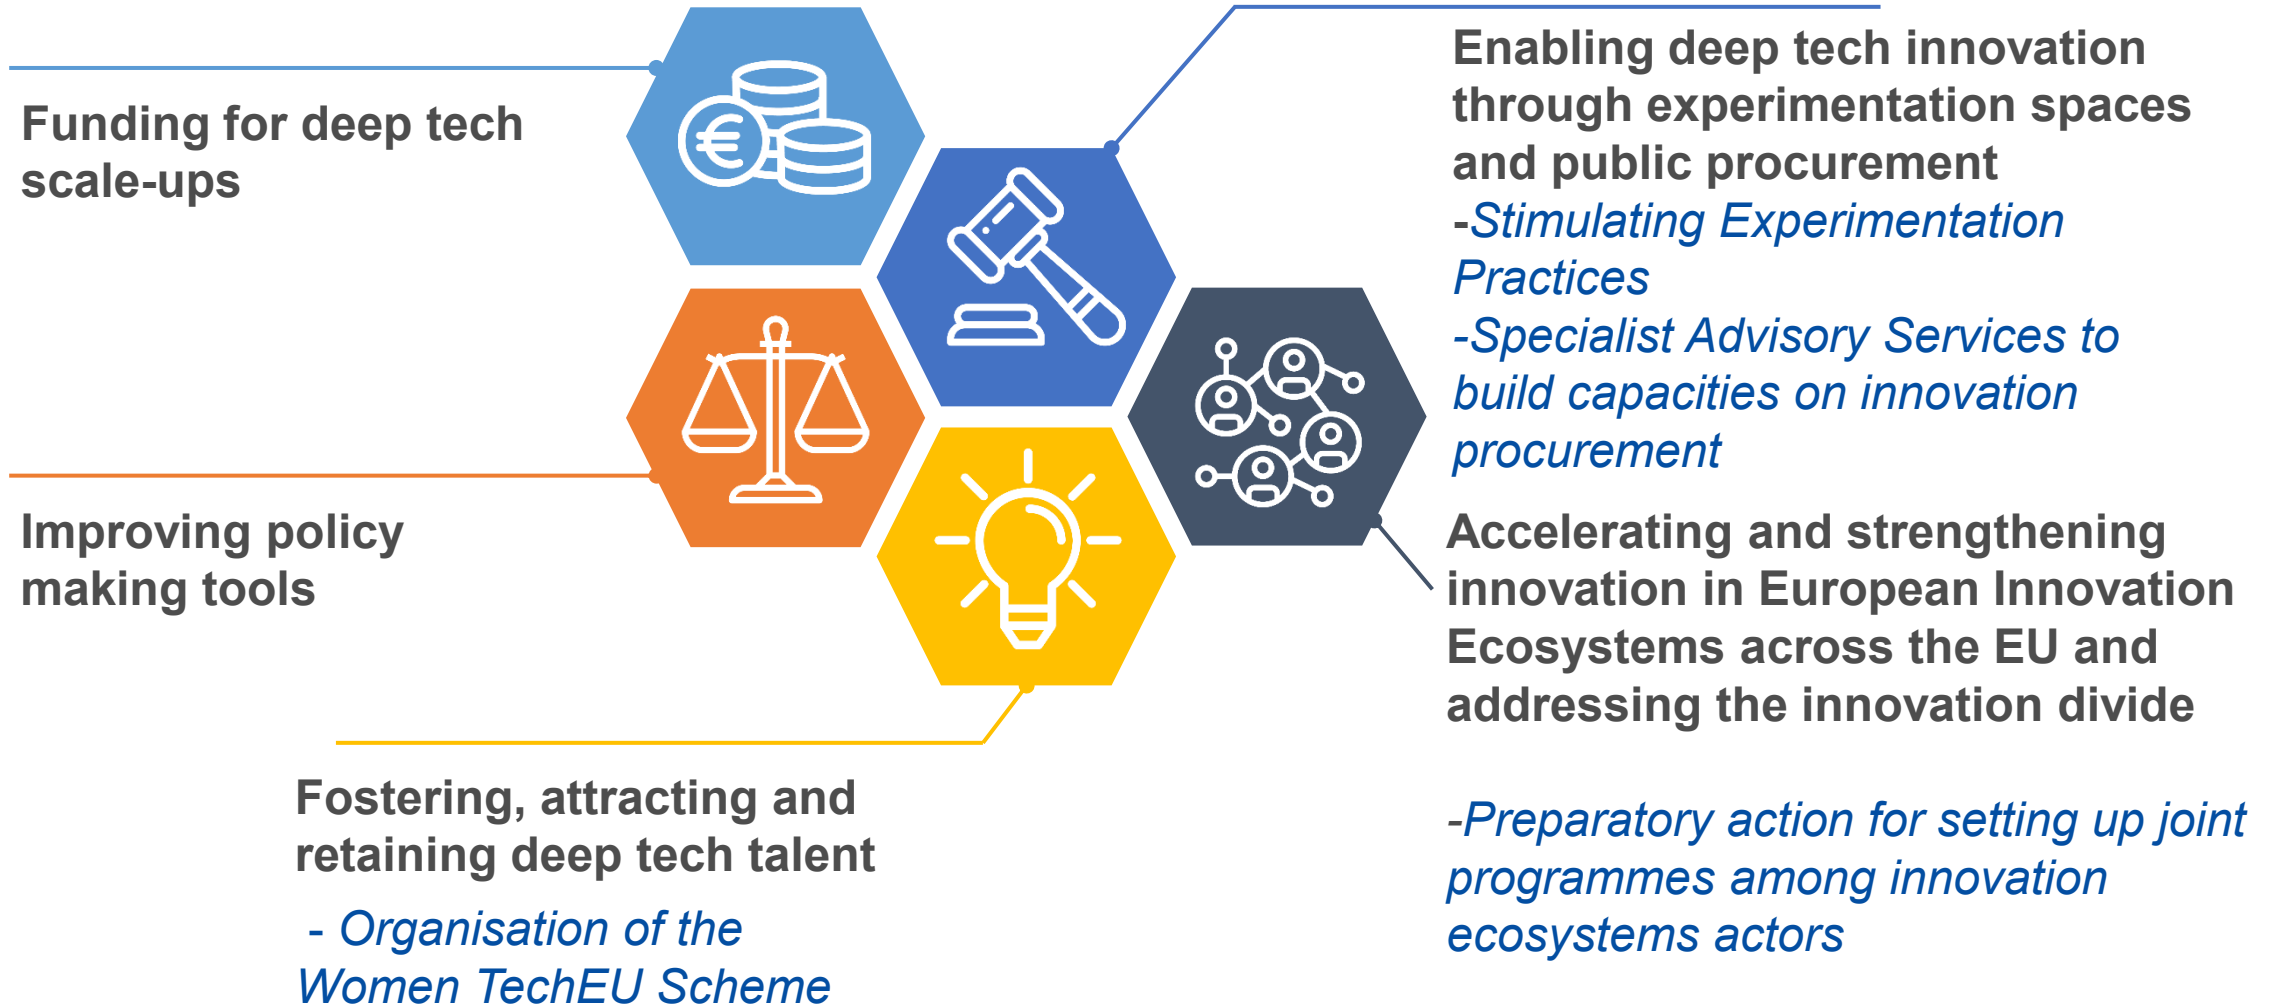 Funding for deep tech
scale-ups
Enabling deep tech innovation
through experimentation spaces
and public procurement
-Stimulating Experimentation
Practices
-Specialist Advisory Services to
build capacities on innovation
procurement
Improving policy
making tools
Accelerating and strengthening
innovation in European Innovation
Ecosystems across the EU and
addressing the innovation divide
-Preparatory action for setting up joint
programmes among innovation
ecosystems actors
Fostering, attracting and
retaining deep tech talent
- Organisation of the
Women TechEU Scheme